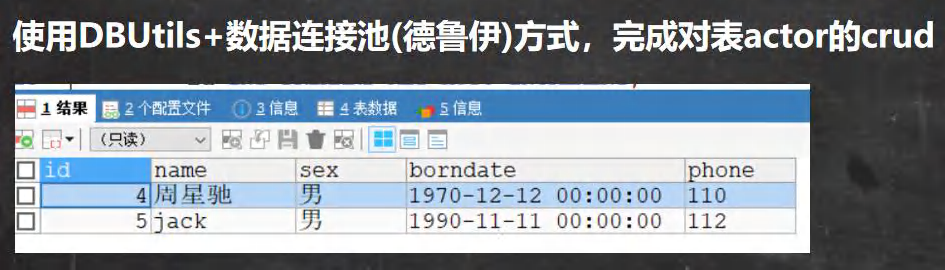 使用DBUtils+数据连接池(德鲁伊)方式，完成对表actor的crud
1 结果 2 个配置文件 3 信息 4 表数据 5 信息
（只读）
id name sex borndate phone
4 周星驰 男 1970-12-12 00:00:00 110
5 jack 男 1990-11-11 00:00:00 112